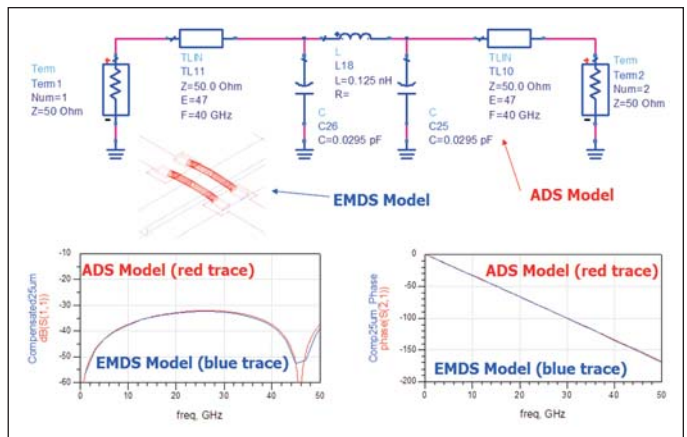 Term
Term1
Num=1
Z=50 Ohm
TLIN
TL11
Z=50.0 Ohm
E=47
F=40 GHz
L
L18
L=0.125 nH
R=
C
C26
C=0.0295 pF
C
C25
C=0.0295 pF
TLIN
TL10
Z=50.0 Ohm
E=47
F=40 GHz
Term
Term2
Num=2
Z=50 Ohm
EMDS Model
ADS Model
Compensated25um
dB(S(1,1))
-10
-20
-30
-40
-50
-60
ADS Model (red trace)
EMDS Model (blue trace)
0
10
20
30
40
50
freq, GHz
Comp25um_Phase
phase(S(2,1))
0
-50
-100
-150
-200
ADS Model (red trace)
EMDS Model (blue trace)
0
10
20
30
40
50
freq, GHz